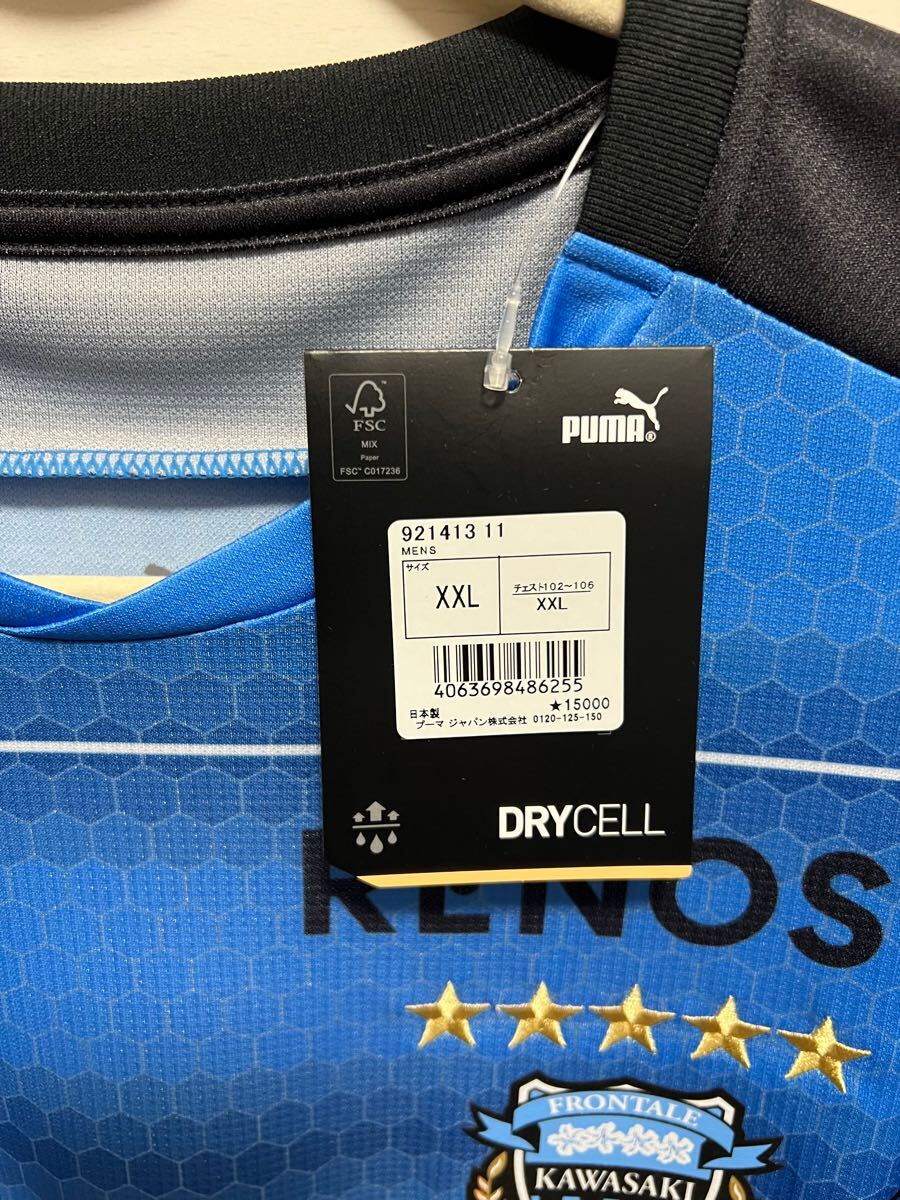 FSC
MIX
Paper
FSC™ C017236
PUMA®
921413 11
MENS
サイズ
XXL
チェスト102~106
XXL
4063698486255
★15000
日本製
プーマ ジャパン株式会社 0120-125-150
DRYCELL
RENOS
FRONTALE
KAWASAKI